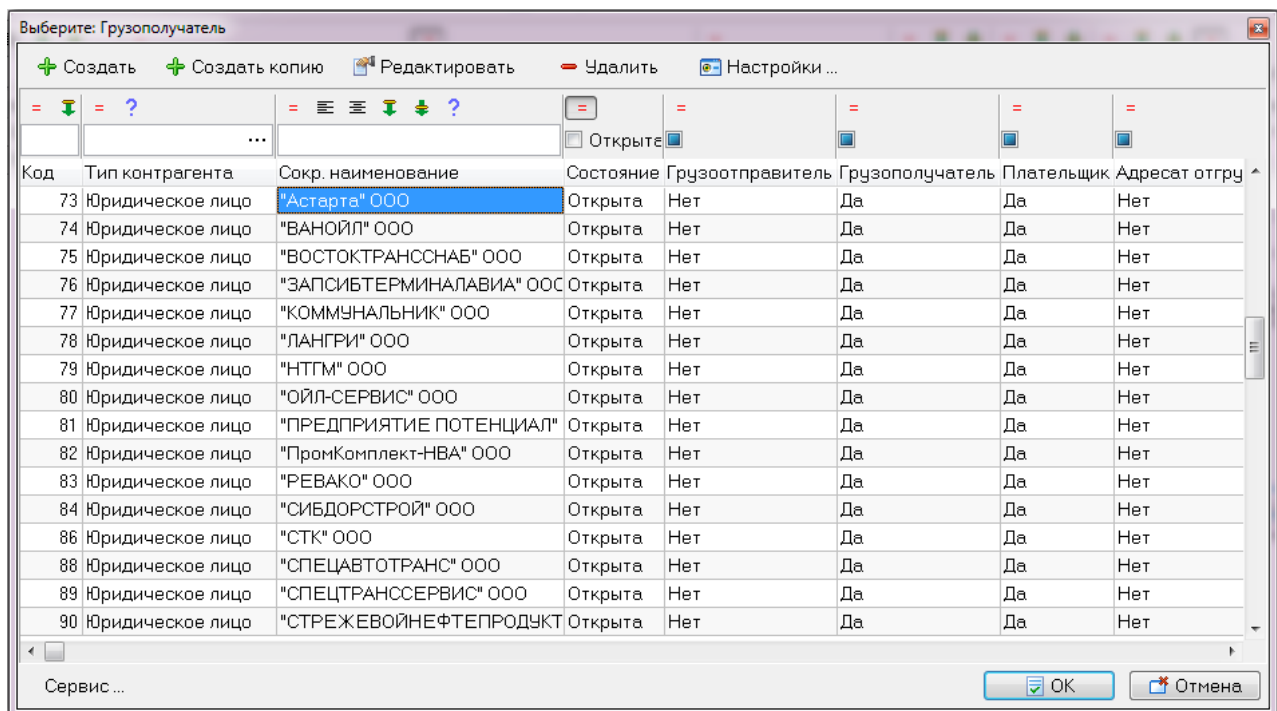 Выберите: Грузополучатель
Создать Создать копию Редактировать Удалить Настройки ...
= = ? = ? = = = = =
... Открыте
Код Тип контрагента Сокр. наименование Состояние Грузоотправитель Грузополучатель Плательщик Адресат отгру
73 Юридическое лицо "Астарта" ООО Открыта Нет Да Да Нет
74 Юридическое лицо "ВАНОЙЛ" ООО Открыта Нет Да Да Нет
75 Юридическое лицо "ВОСТОКТРАНССНАБ" ООО Открыта Нет Да Да Нет
76 Юридическое лицо "ЗАПСИБТЕРМИНАЛАВИА" ООС Открыта Нет Да Да Нет
77 Юридическое лицо "КОММУНАЛЬНИК" ООО Открыта Нет Да Да Нет
78 Юридическое лицо "ЛАНГРИ" ООО Открыта Нет Да Да Нет
79 Юридическое лицо "НТГМ" ООО Открыта Нет Да Да Нет
80 Юридическое лицо "ОЙЛ-СЕРВИС" ООО Открыта Нет Да Да Нет
81 Юридическое лицо "ПРЕДПРИЯТИЕ ПОТЕНЦИАЛ" Открыта Нет Да Да Нет
82 Юридическое лицо "ПромКомплект-НВА" ООО Открыта Нет Да Да Нет
83 Юридическое лицо "РЕВАКО" ООО Открыта Нет Да Да Нет
84 Юридическое лицо "СИБДОРСТРОЙ" ООО Открыта Нет Да Да Нет
86 Юридическое лицо "СТК" ООО Открыта Нет Да Да Нет
88 Юридическое лицо "СПЕЦАВТОТРАНС" ООО Открыта Нет Да Да Нет
89 Юридическое лицо "СПЕЦТРАНССЕРВИС" ООО Открыта Нет Да Да Нет
90 Юридическое лицо "СТРЕЖЕВОЙНЕФТЕПРОДУКТ Открыта Нет Да Да Нет
Сервис ... OK Отмена